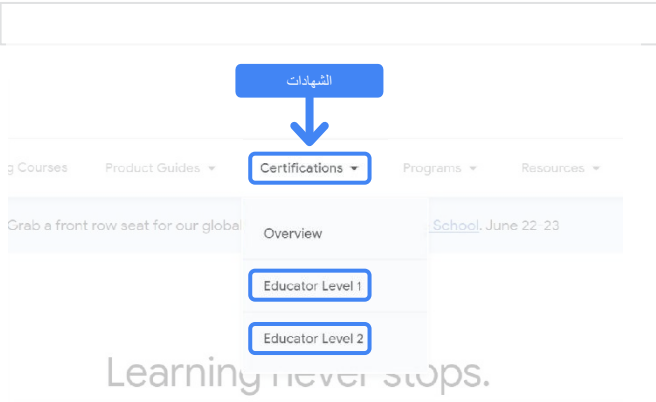 الشهادات
g Courses Product Guides Certifications Programs Resources
Grab a front row seat for our global School. June 22-23
Overview
Educator Level 1
Educator Level 2
Learning never stops.